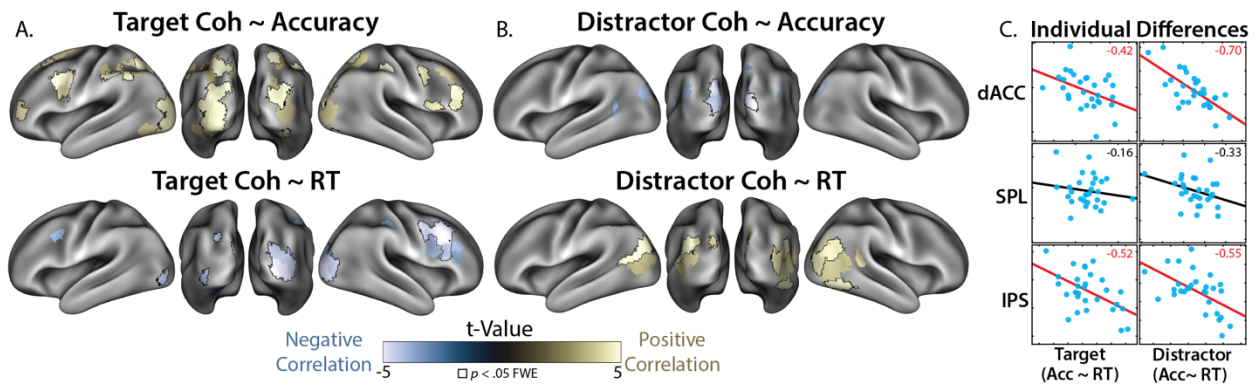 A.
Target Coh ~ Accuracy
Target Coh ~ RT
B.
Distractor Coh ~ Accuracy
Distractor Coh ~ RT
Negative
Correlation
t-Value
-5
5
p < .05 FWE
Positive
Correlation
C.
Individual Differences
dACC
-0.42
-0.70
SPL
-0.16
-0.33
IPS
-0.52
-0.55
Target
(Acc~ RT)
Distractor
(Acc~ RT)